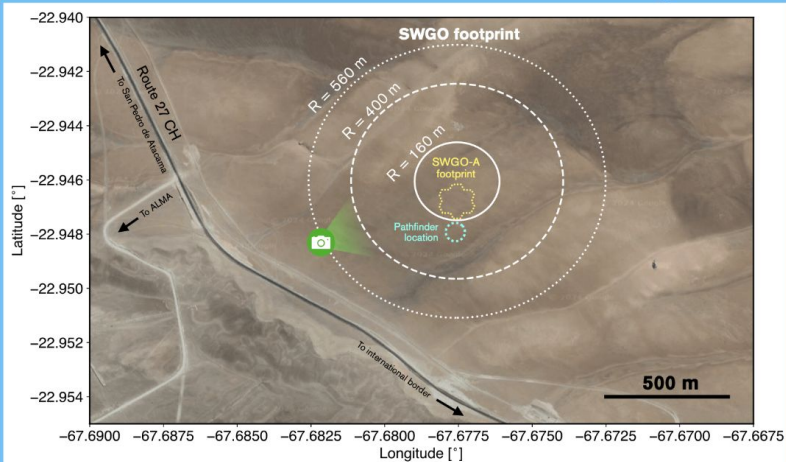 SWGO footprint
R = 560 m
R = 400 m
R = 160 m
SWGO-A
footprint
Pathfinder
location
Route 27 CH
To San Pedro de Atacama
To ALMA
To international border
500 m
Latitude [°]
−22.940
−22.942
−22.944
−22.946
−22.948
−22.950
−22.952
−22.954
−67.6900 −67.6875 −67.6850 −67.6825 −67.6800 −67.6775 −67.6750 −67.6725 −67.6700 −67.6675
Longitude [°]